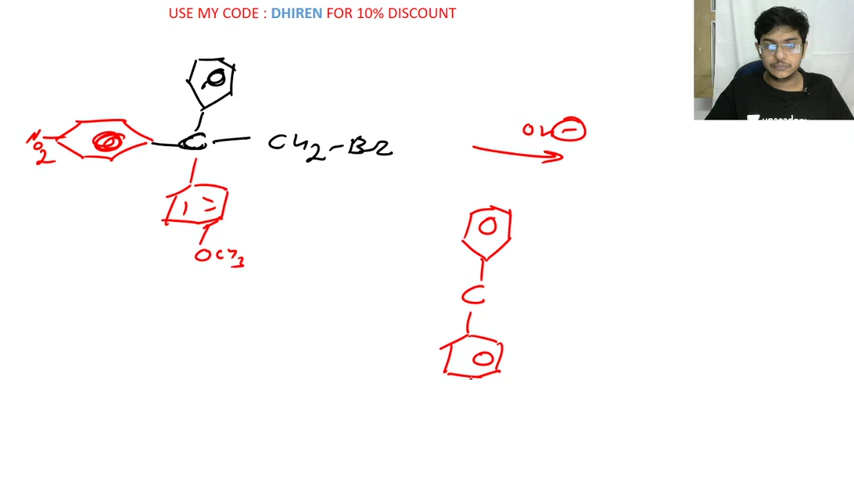 USE MY CODE : DHIREN FOR 10% DISCOUNT
NO2
C
CH2-Br
OH-
OCH3
C